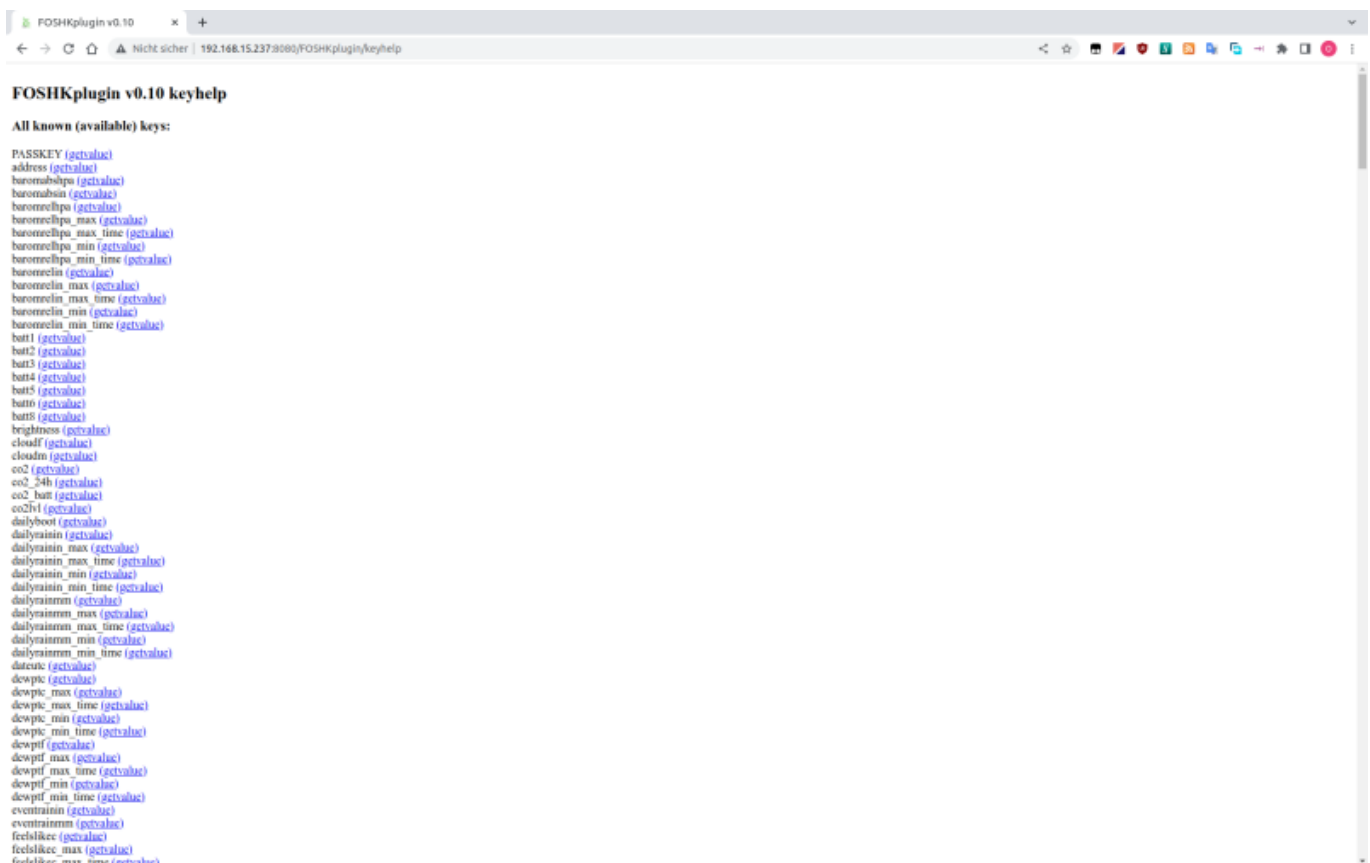 FOSHKplugin v0.10
Nicht sicher | 192.168.15.237:8080/FOSHKplugin/keyhelp
FOSHKplugin v0.10 keyhelp
All known (available) keys:
PASSKEY (getvalue)
address (getvalue)
baromabshpa (getvalue)
baromabsin (getvalue)
baromrelhpa (getvalue)
baromrelhpa_max (getvalue)
baromrelhpa_max_time (getvalue)
baromrelhpa_min (getvalue)
baromrelhpa_min_time (getvalue)
baromrelin (getvalue)
baromrelin_max (getvalue)
baromrelin_max_time (getvalue)
baromrelin_min (getvalue)
baromrelin_min_time (getvalue)
batt1 (getvalue)
batt2 (getvalue)
batt3 (getvalue)
batt4 (getvalue)
batt5 (getvalue)
batt6 (getvalue)
batt8 (getvalue)
brightness (getvalue)
cloudf (getvalue)
cloudm (getvalue)
co2 (getvalue)
co2_24h (getvalue)
co2_batt (getvalue)
co2lvl (getvalue)
dailyboot (getvalue)
dailyrainin (getvalue)
dailyrainin_max (getvalue)
dailyrainin_max_time (getvalue)
dailyrainin_min (getvalue)
dailyrainin_min_time (getvalue)
dailyrainmm (getvalue)
dailyrainmm_max (getvalue)
dailyrainmm_max_time (getvalue)
dailyrainmm_min (getvalue)
dailyrainmm_min_time (getvalue)
dateutc (getvalue)
dewptc (getvalue)
dewptc_max (getvalue)
dewptc_max_time (getvalue)
dewptc_min (getvalue)
dewptc_min_time (getvalue)
dewptf (getvalue)
dewptf_max (getvalue)
dewptf_max_time (getvalue)
dewptf_min (getvalue)
dewptf_min_time (getvalue)
eventrainin (getvalue)
eventrainmm (getvalue)
feelslikec (getvalue)
feelslikec_max (getvalue)
feelslikec_max_time (getvalue)